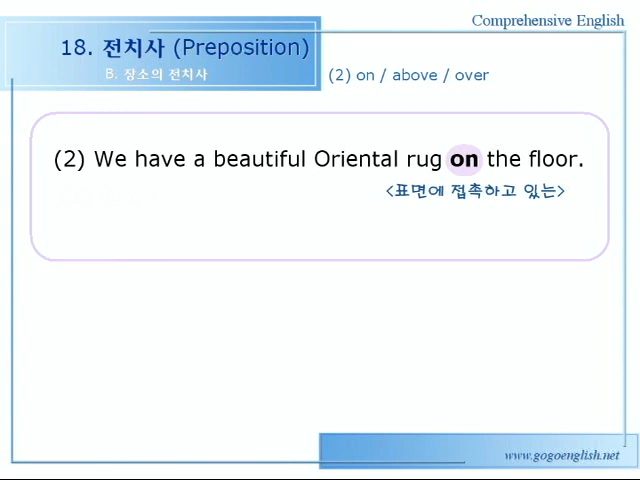 Comprehensive English
18. 전치사 (Preposition)
B. 장소의 전치사
(2) on / above / over
(2) We have a beautiful Oriental rug on the floor.
<표면에 접촉하고 있는>
www.gogoenglish.net